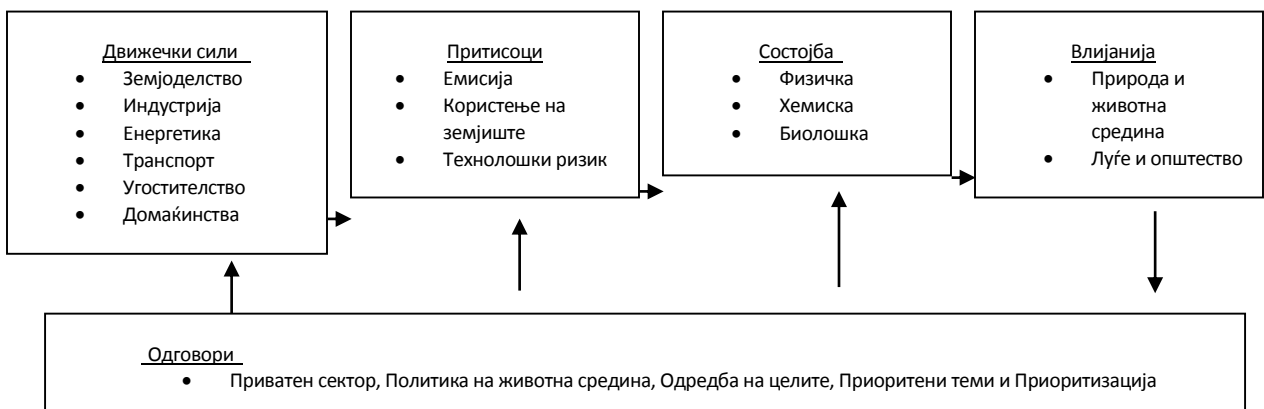 Движечки сили
• Земјоделство
• Индустрија
• Енергетика
• Транспорт
• Угостителство
• Домаќинства
Притисоци
• Емисија
• Користење на
земјиште
• Технолошки ризик
Состојба
• Физичка
• Хемиска
• Биолошка
Влијанија
• Природа и
животна
средина
• Луѓе и општество
Одговори
• Приватен сектор, Политика на животна средина, Одредба на целите, Приоритени теми и Приоритизација